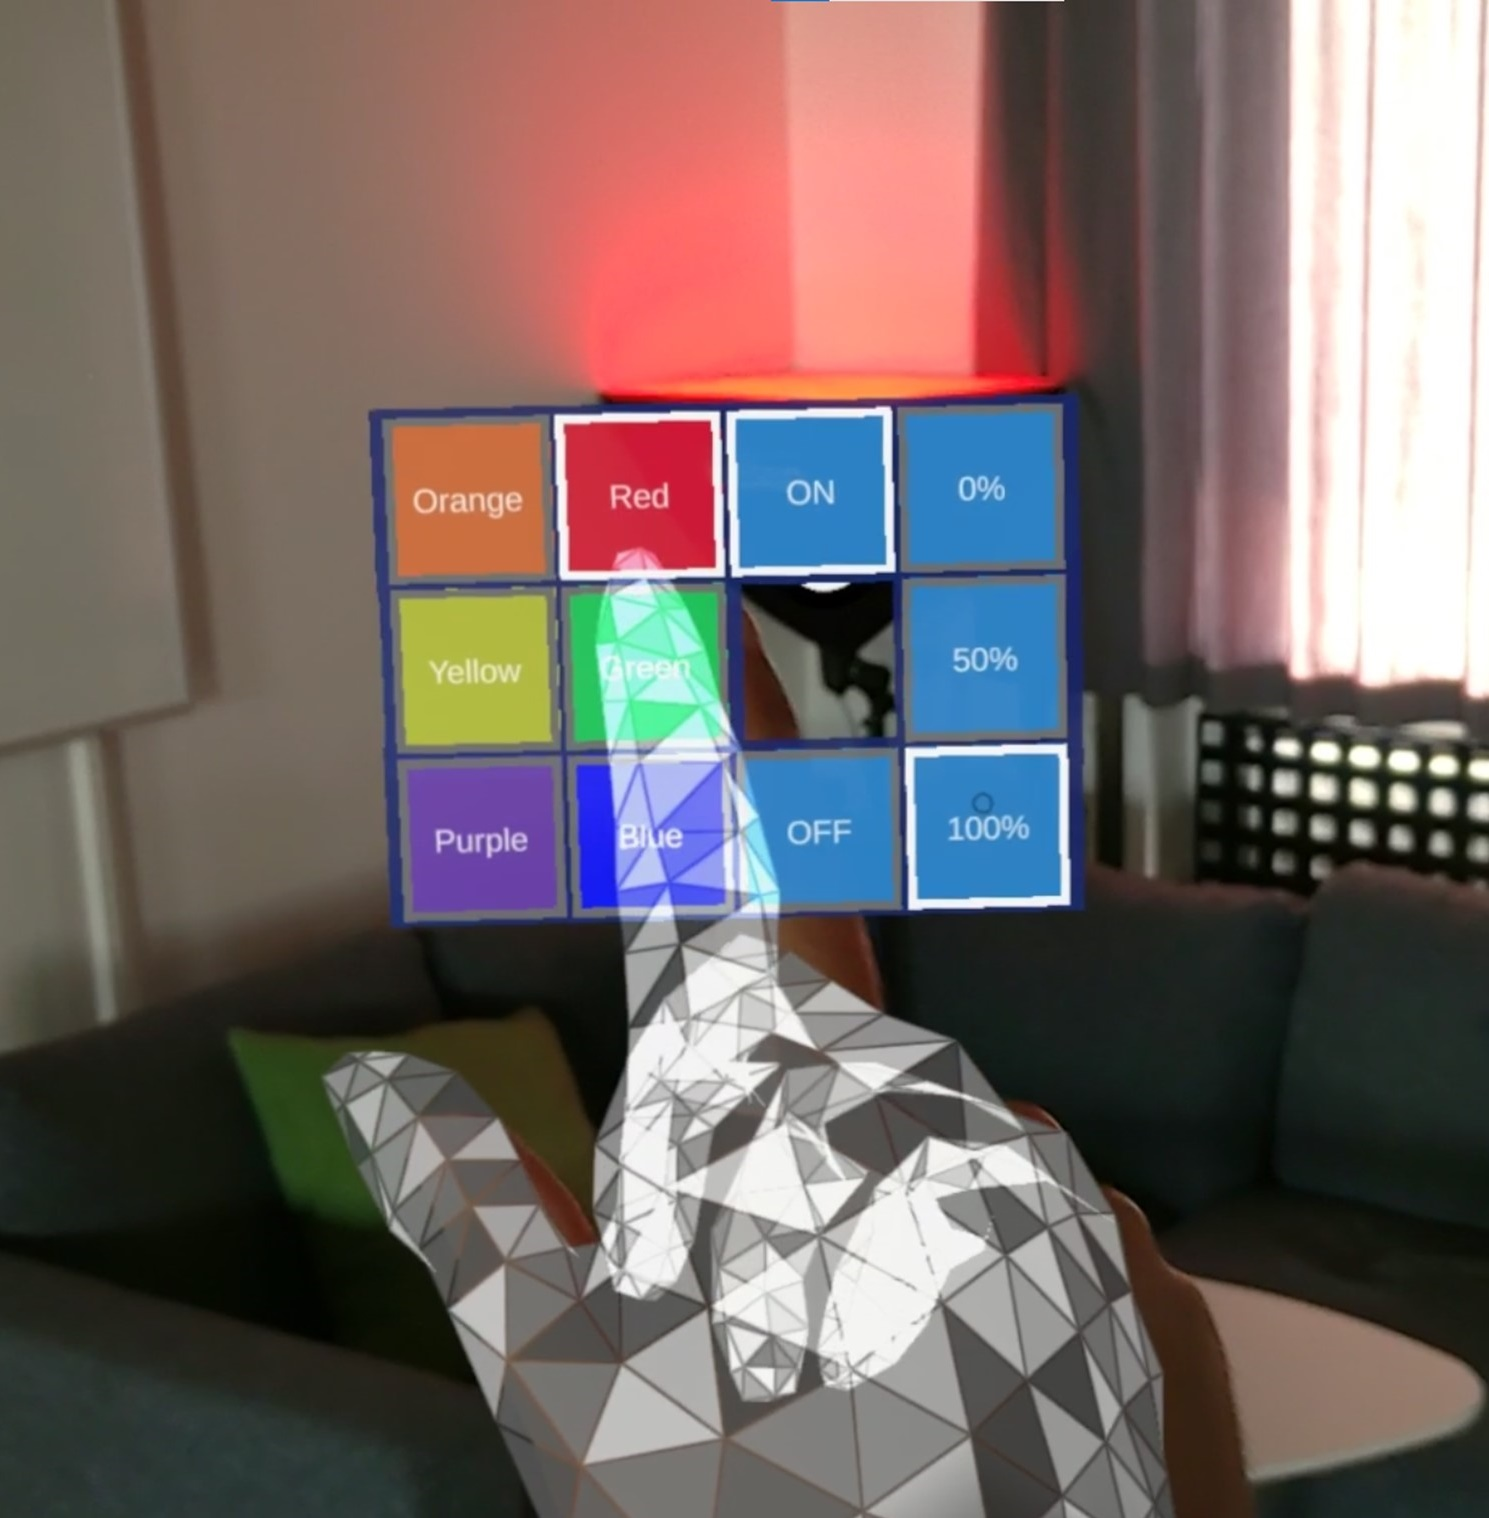 Orange Red ON 0%
Yellow Green 50%
Purple Blue OFF 100%